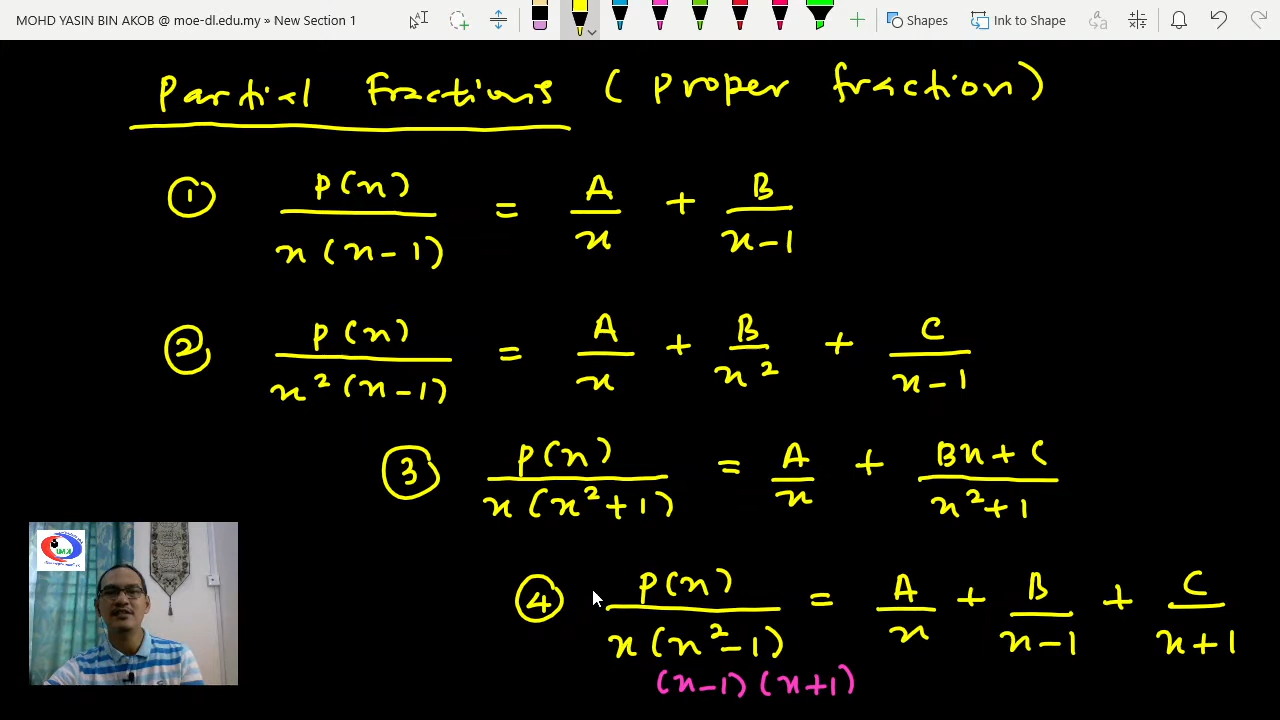 MOHD YASIN BIN AKOB @ moe-dl.edu.my » New Section 1
Shapes
Ink to Shape
Partial Fractions (proper fraction)
① P(x)/x(x-1) = A/x + B/x-1
② P(x)/x²(x-1) = A/x + B/x² + C/x-1
③ P(x)/x(x²+1) = A/x + Bx+C/x²+1
④ P(x)/x(x²-1) = A/x + B/x-1 + C/x+1
(x-1)(x+1)